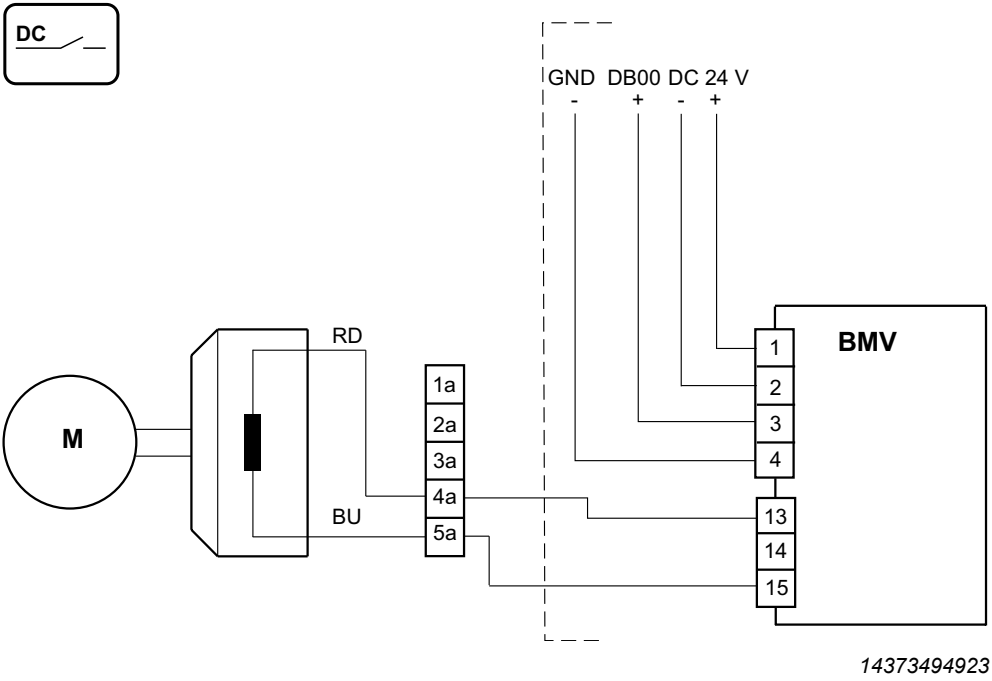 DC
GND DB00 DC 24 V
- + - +
1
BMV
2
3
4
RD
M
1a
2a
3a
4a
5a
BU
13
14
15
14373494923